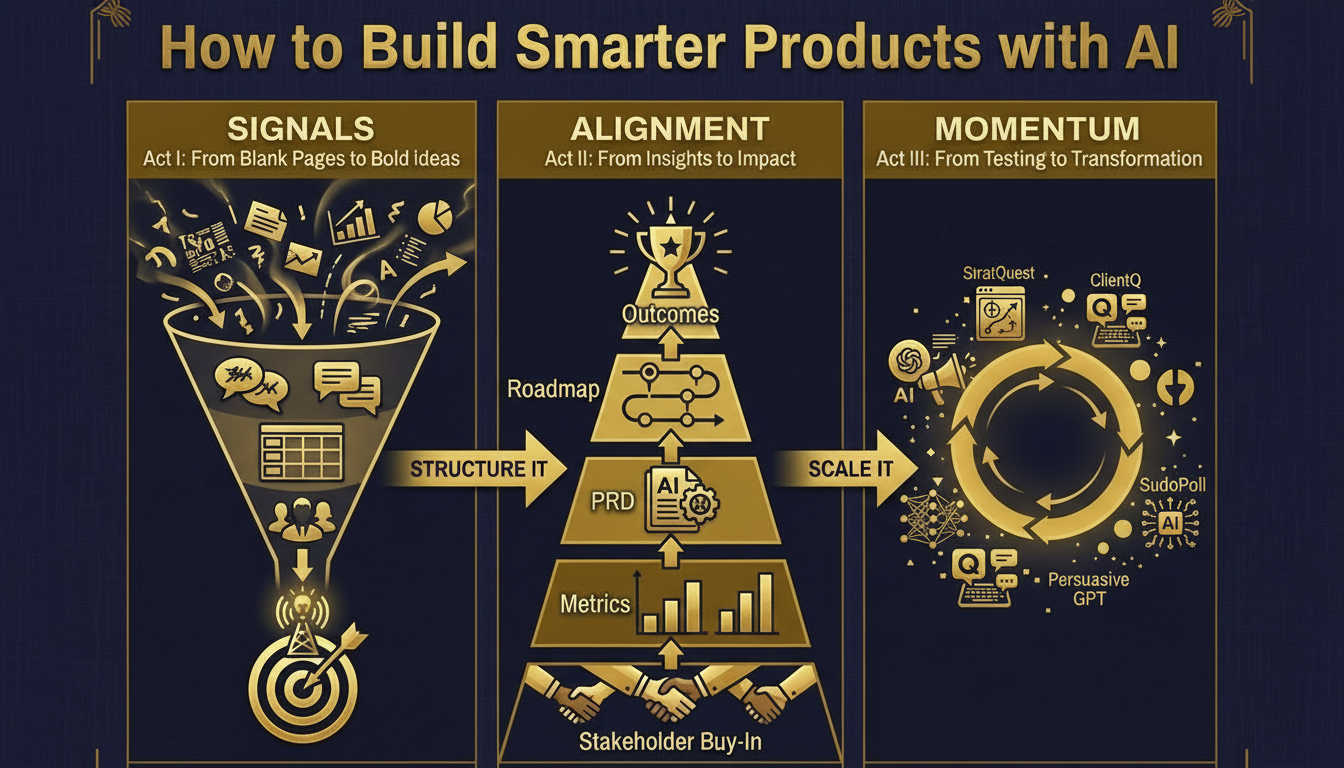 How to Build Smarter Products with AI
SIGNALS
Act I: From Blank Pages to Bold ideas
ALIGNMENT
Act II: From Insights to Impact
MOMENTUM
Act III: From Testing to Transformation
A
STRUCTURE IT
Outcomes
Roadmap
PRD
AI
Metrics
Stakeholder Buy-In
SCALE IT
SiratQuest
ClientQ
Q
AI
SudoPoll
AI
Q
Persuasive
GPT